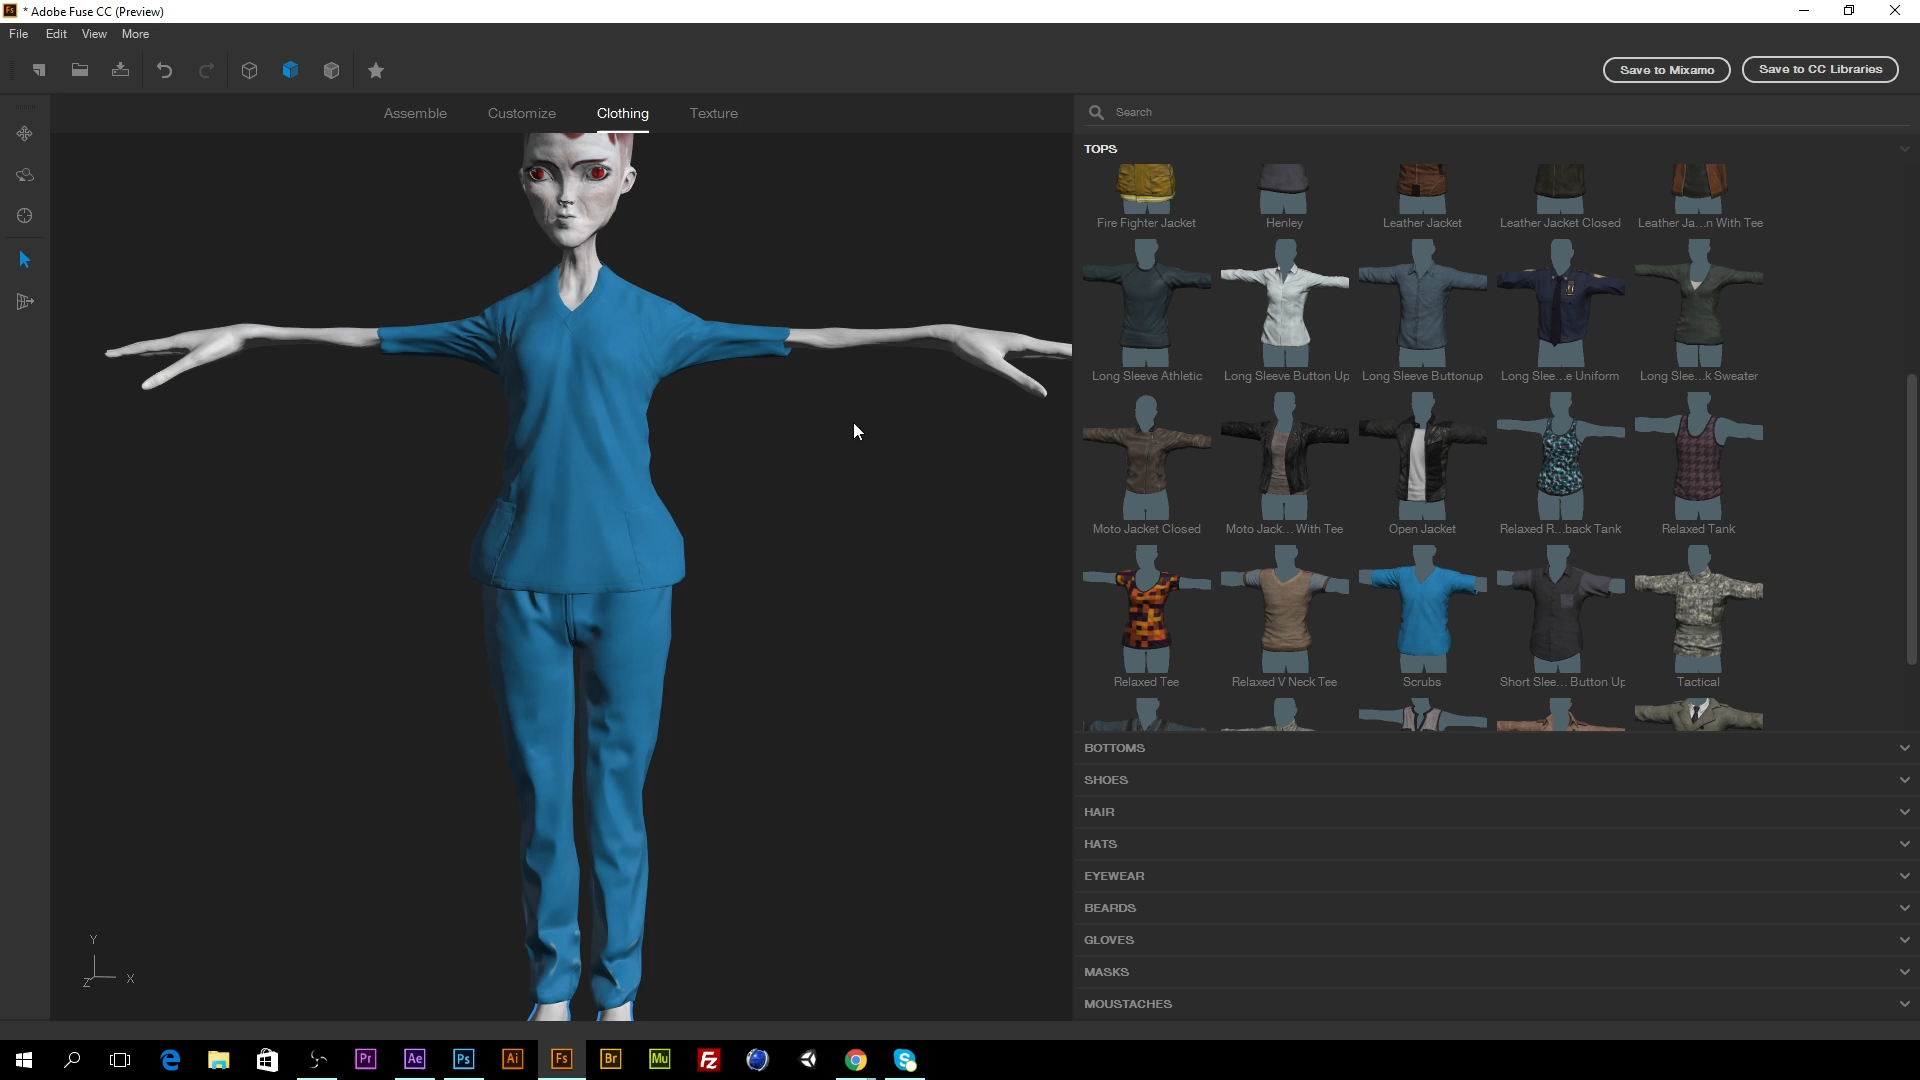 Fs * Adobe Fuse CC (Preview)
File Edit View More
Save to Mixamo Save to CC Libraries
Assemble Customize Clothing Texture
Search
TOPS
Fire Fighter Jacket Henley Leather Jacket Leather Jacket Closed Leather Ja...n With Tee
Long Sleeve Athletic Long Sleeve Button Up Long Sleeve Buttonup Long Slee...e Uniform Long Slee...k Sweater
Moto Jacket Closed Moto Jack... With Tee Open Jacket Relaxed R...back Tank Relaxed Tank
Relaxed Tee Relaxed V Neck Tee Scrubs Short Slee... Button Up Tactical
BOTTOMS
SHOES
HAIR
HATS
EYEWEAR
BEARDS
GLOVES
MASKS
MOUSTACHES
Y
Z X
Pr Ae Ps Ai Fs Br Mu FZ S